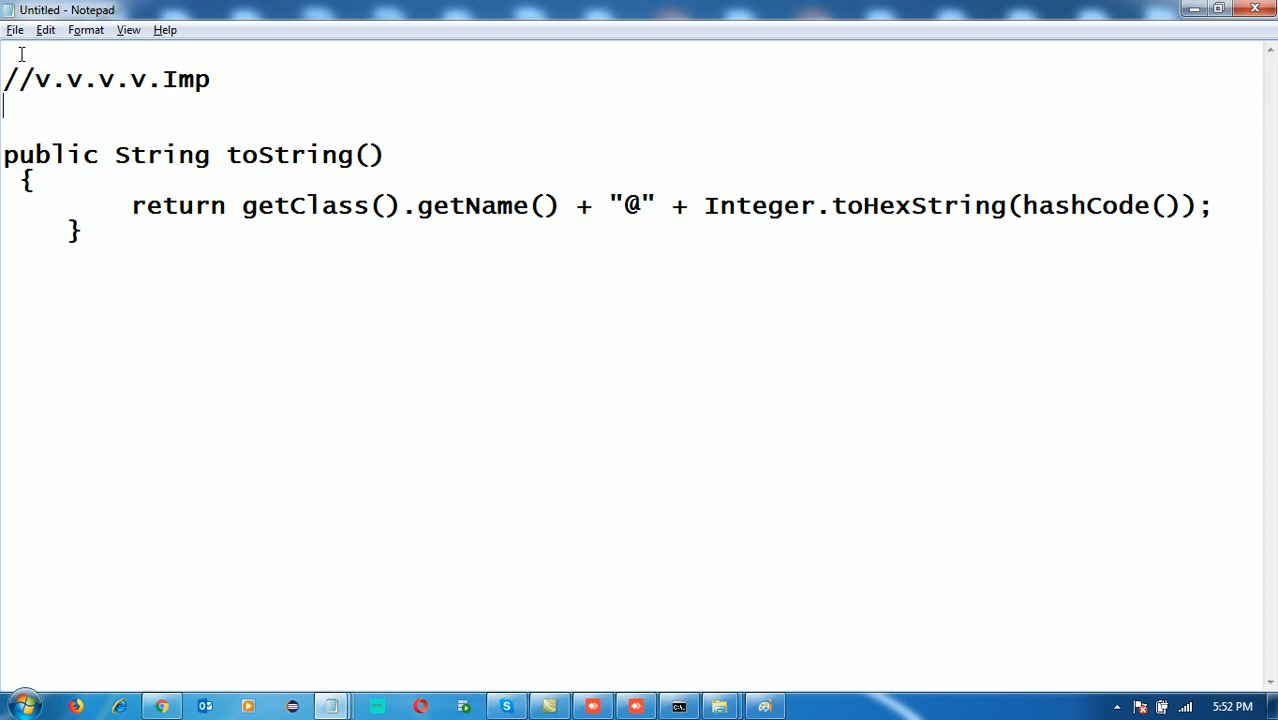 Untitled - Notepad
File Edit Format View Help
//v.v.v.v.Imp
public String toString()
{
return getClass().getName() + "@" + Integer.toHexString(hashCode());
}
5:52 PM